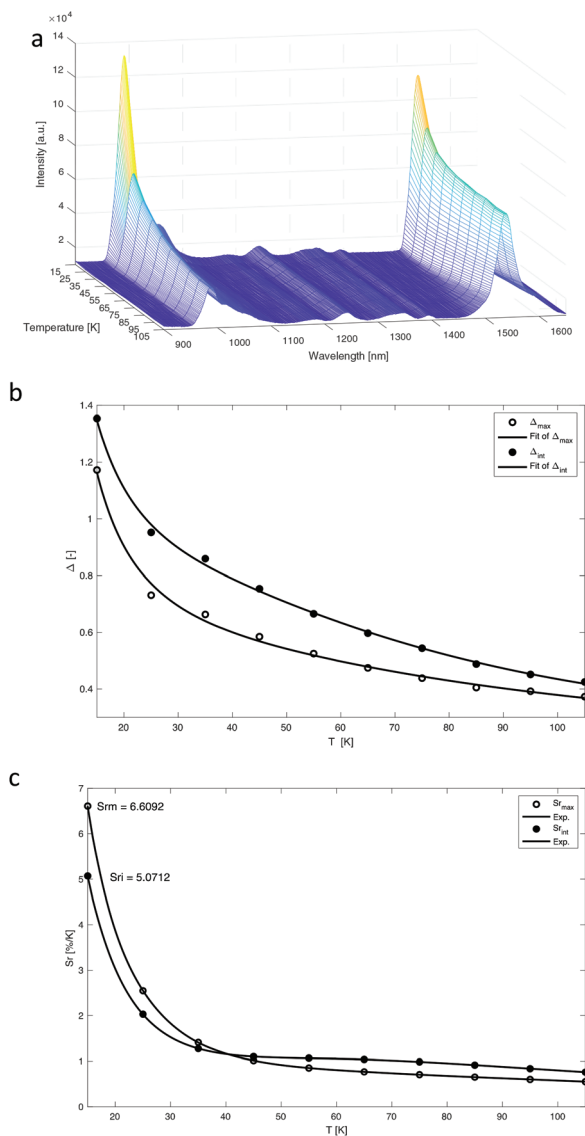 a
×10⁴
14
12
10
8
6
4
2
Intensity [a.u.]
15
25
35
45
55
65
75
85
95
105
Temperature [K]
900
1000
1100
1200
1300
1400
1500
1600
Wavelength [nm]
b
1.4
1.2
1
0.8
0.6
0.4
Δ [-]
Δmax
Fit of Δmax
Δint
Fit of Δint
20 30 40 50 60 70 80 90 100
T [K]
c
7
6
5
4
3
2
1
0
Sr [%/K]
Srm = 6.6092
Sri = 5.0712
Srmax
Exp.
Srint
Exp.
20 30 40 50 60 70 80 90 100
T [K]